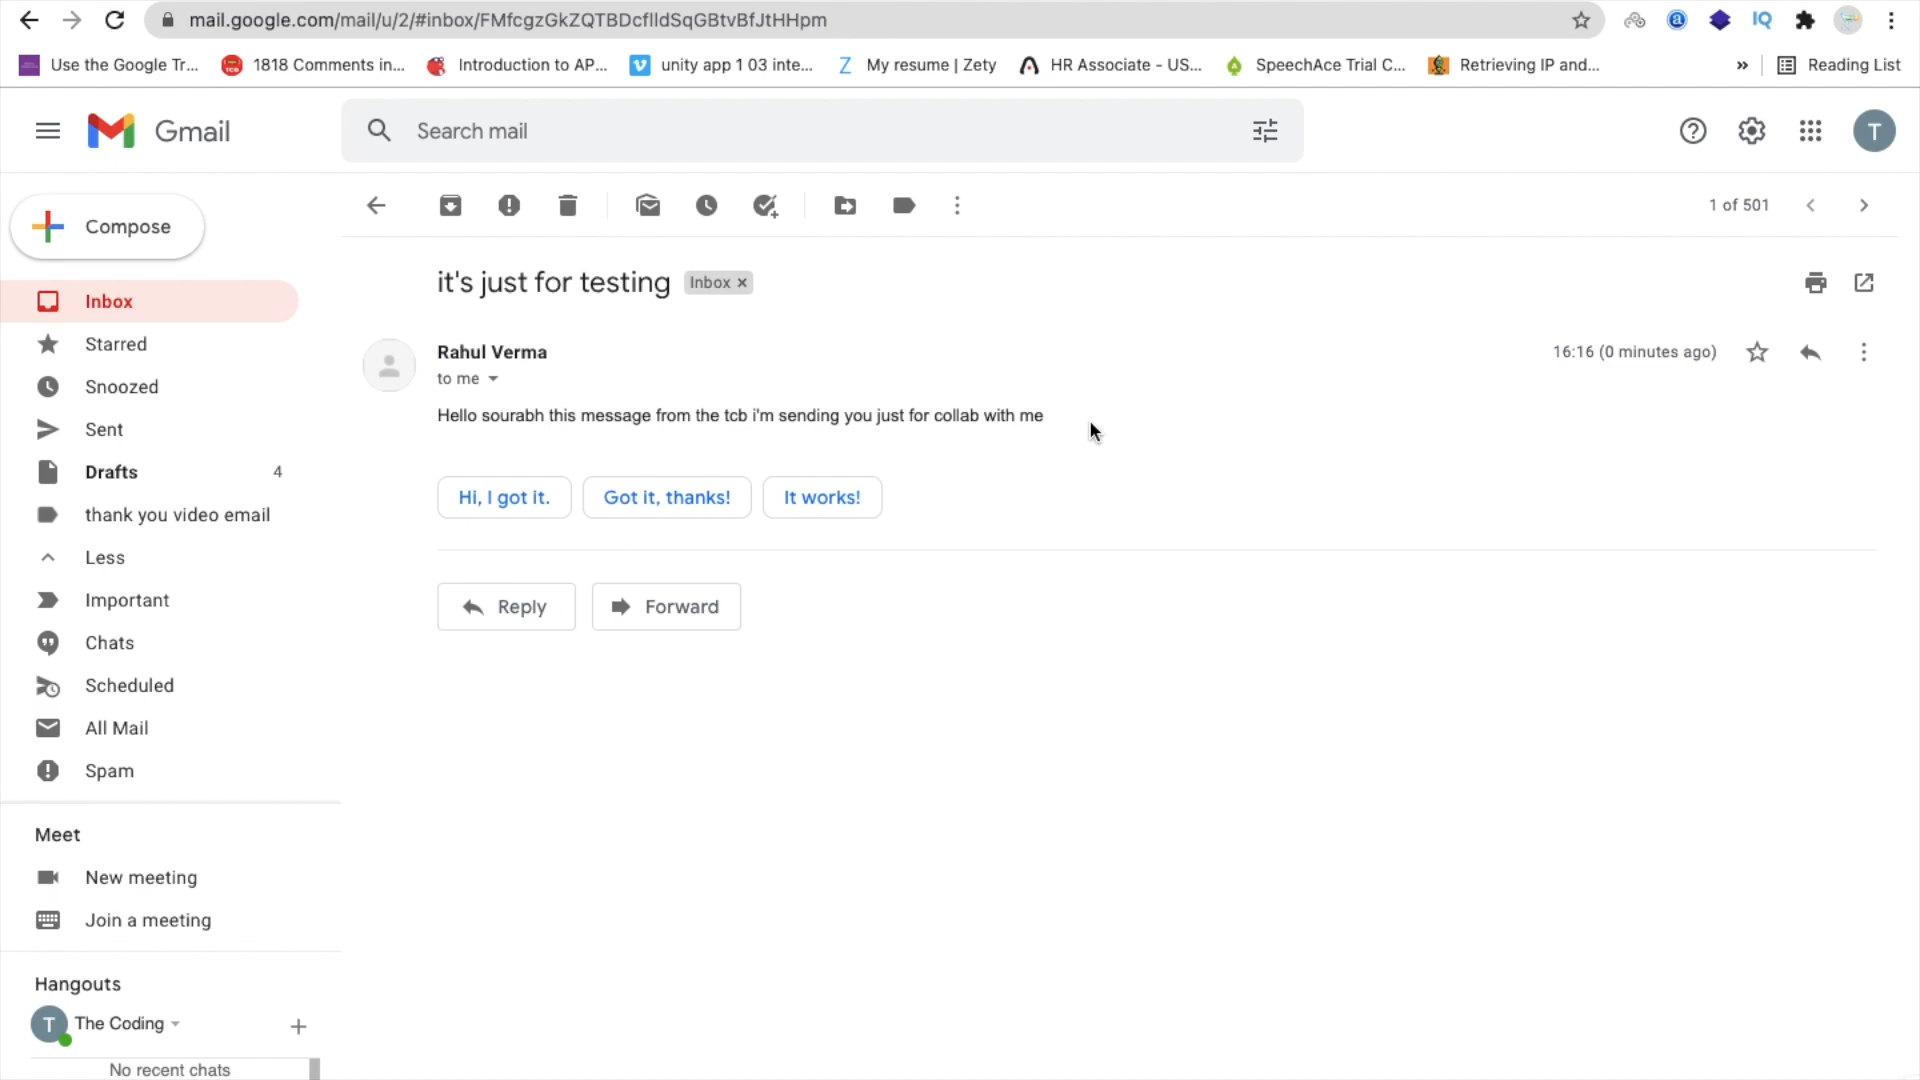 mail.google.com/mail/u/2/#inbox/FMfcgzGkZQTBDcflldSqGBtvBfJtHHpm
Use the Google Tr... 1818 Comments in... Introduction to AP... unity app 1 03 inte... My resume | Zety HR Associate - US... SpeechAce Trial C... Retrieving IP and... » Reading List
Gmail
Search mail
T
Compose
1 of 501
it's just for testing Inbox ×
Inbox
Starred
Snoozed
Sent
Drafts 4
thank you video email
Less
Important
Chats
Scheduled
All Mail
Spam
Rahul Verma
16:16 (0 minutes ago)
to me
Hello sourabh this message from the tcb i'm sending you just for collab with me
Hi, I got it. Got it, thanks! It works!
Reply Forward
Meet
New meeting
Join a meeting
Hangouts
T The Coding +
No recent chats